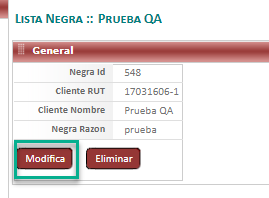 Lista Negra :: Prueba QA
General
Negra Id 548
Cliente RUT 17031606-1
Cliente Nombre Prueba QA
Negra Razon prueba
Modifica Eliminar